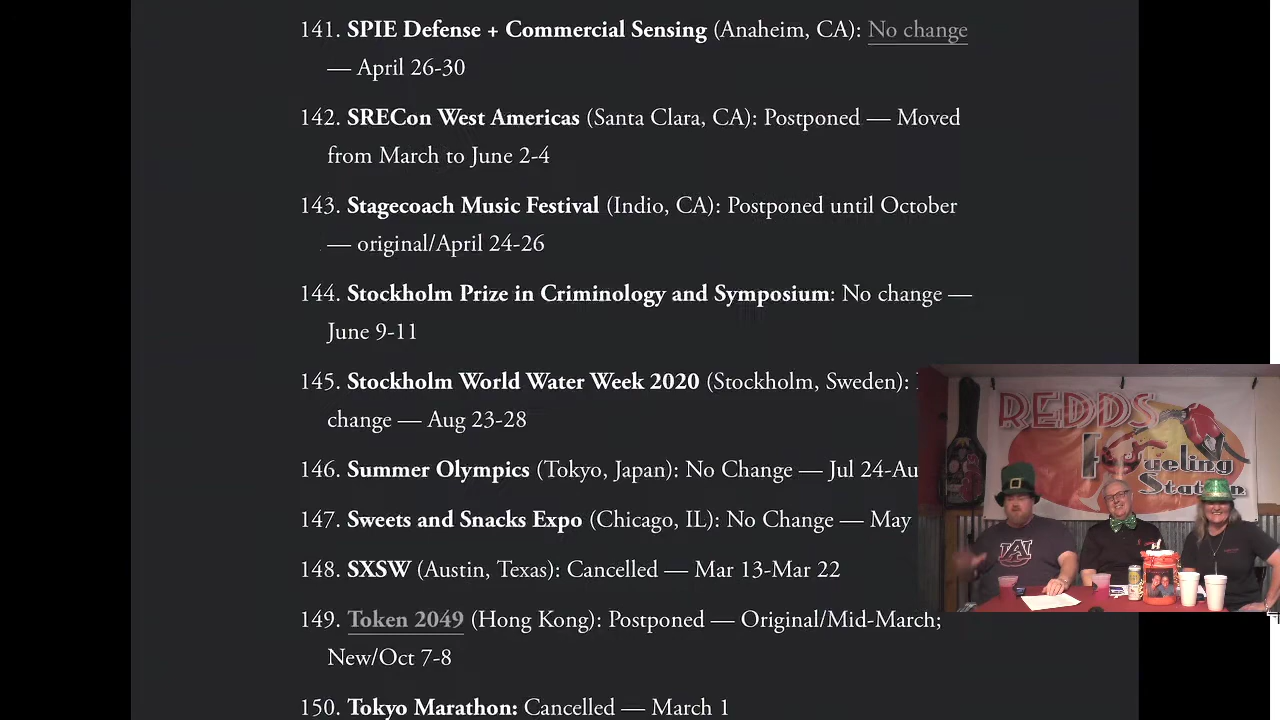 141. SPIE Defense + Commercial Sensing (Anaheim, CA): No change
— April 26-30
142. SRECon West Americas (Santa Clara, CA): Postponed — Moved
from March to June 2-4
143. Stagecoach Music Festival (Indio, CA): Postponed until October
— original/April 24-26
144. Stockholm Prize in Criminology and Symposium: No change —
June 9-11
145. Stockholm World Water Week 2020 (Stockholm, Sweden):
change — Aug 23-28
146. Summer Olympics (Tokyo, Japan): No Change — Jul 24-Au
147. Sweets and Snacks Expo (Chicago, IL): No Change — May
148. SXSW (Austin, Texas): Cancelled — Mar 13-Mar 22
149. Token 2049 (Hong Kong): Postponed — Original/Mid-March;
New/Oct 7-8
150. Tokyo Marathon: Cancelled — March 1
REDDS
Fueling
Station
AU